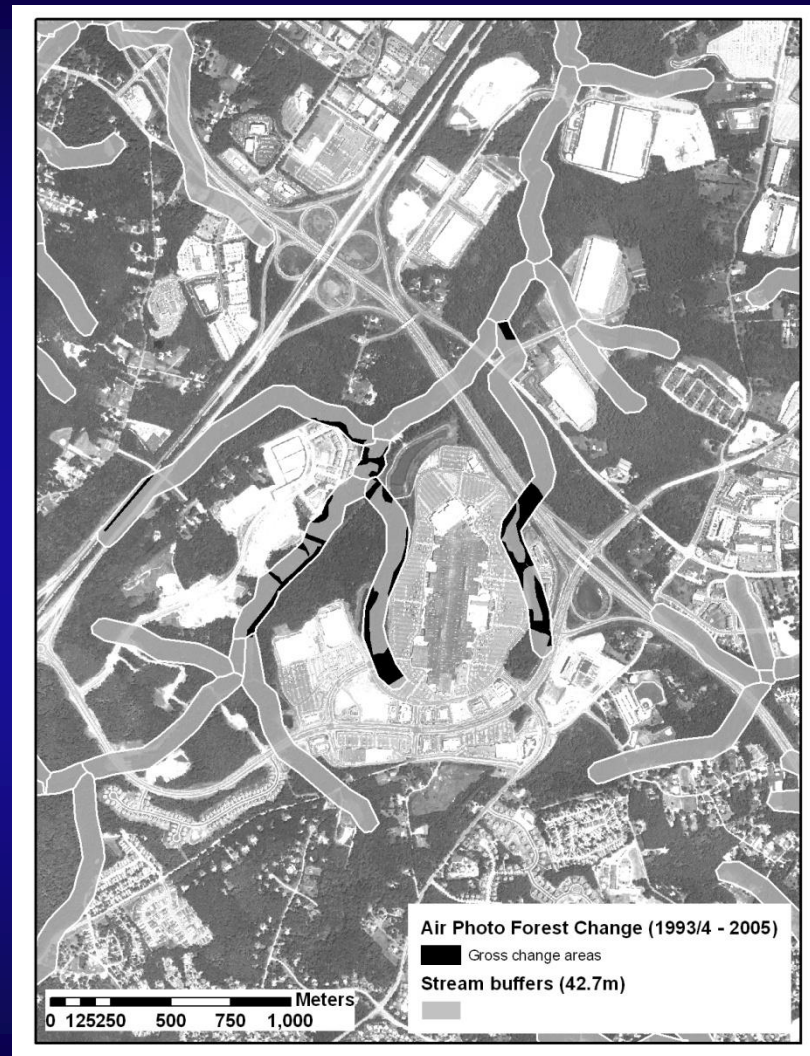 Air Photo Forest Change (1993/4 - 2005)
Gross change areas
Stream buffers (42.7m)
Meters
0 125250 500 750 1,000